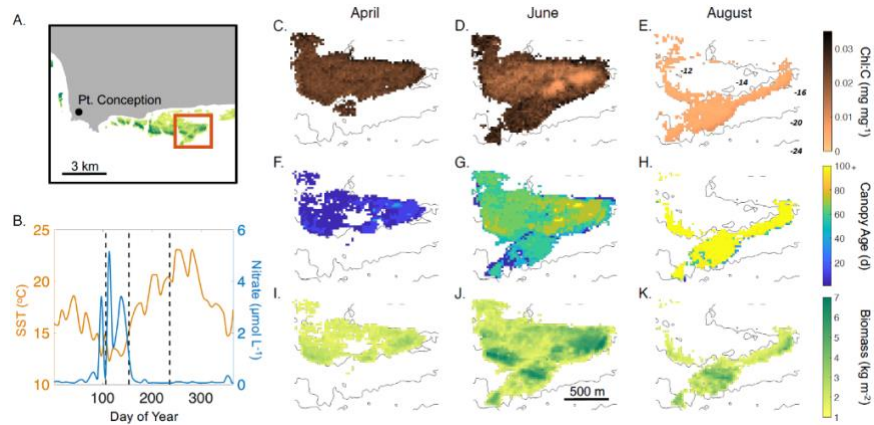 April
June
August
A.
Pt. Conception
3 km
B.
SST (°C)
25
20
15
10
Nitrate (μmol L⁻¹)
6
4
2
0
100
200
300
Day of Year
C.
D.
E.
-12
-14
-16
-20
-24
Chl:C (mg mg⁻¹)
0.03
0.02
0.01
0
F.
G.
H.
Canopy Age (d)
100+
80
60
40
20
I.
J.
K.
500 m
Biomass (kg m⁻²)
7
6
5
4
3
2
1